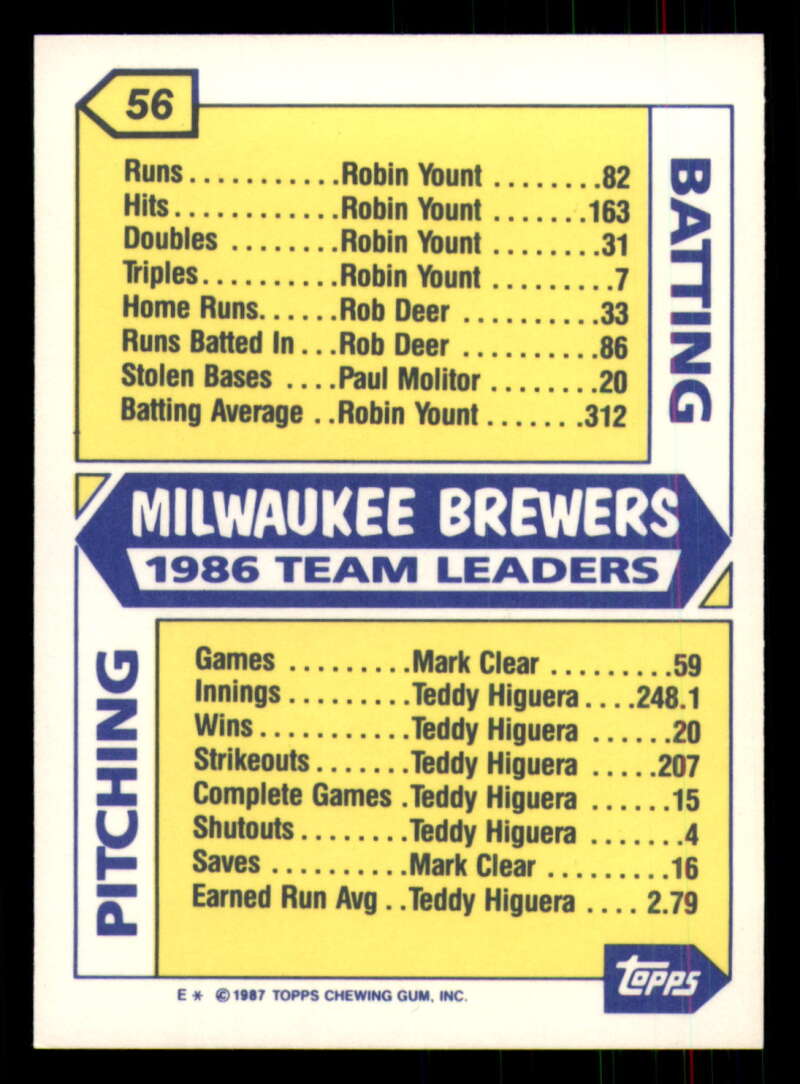 56
BATTING
Runs...........Robin Yount ........82
Hits............Robin Yount .......163
Doubles ........Robin Yount .......31
Triples..........Robin Yount ........7
Home Runs......Rob Deer ..........33
Runs Batted In ...Rob Deer ..........86
Stolen Bases ....Paul Molitor ........20
Batting Average ..Robin Yount .......312
MILWAUKEE BREWERS
1986 TEAM LEADERS
PITCHING
Games .........Mark Clear .........59
Innings .........Teddy Higuera ....248.1
Wins............Teddy Higuera ......20
Strikeouts.......Teddy Higuera .....207
Complete Games .Teddy Higuera ......15
Shutouts........Teddy Higuera .......4
Saves ..........Mark Clear .........16
Earned Run Avg ..Teddy Higuera .... 2.79
TOPPS
E * © 1987 TOPPS CHEWING GUM, INC.